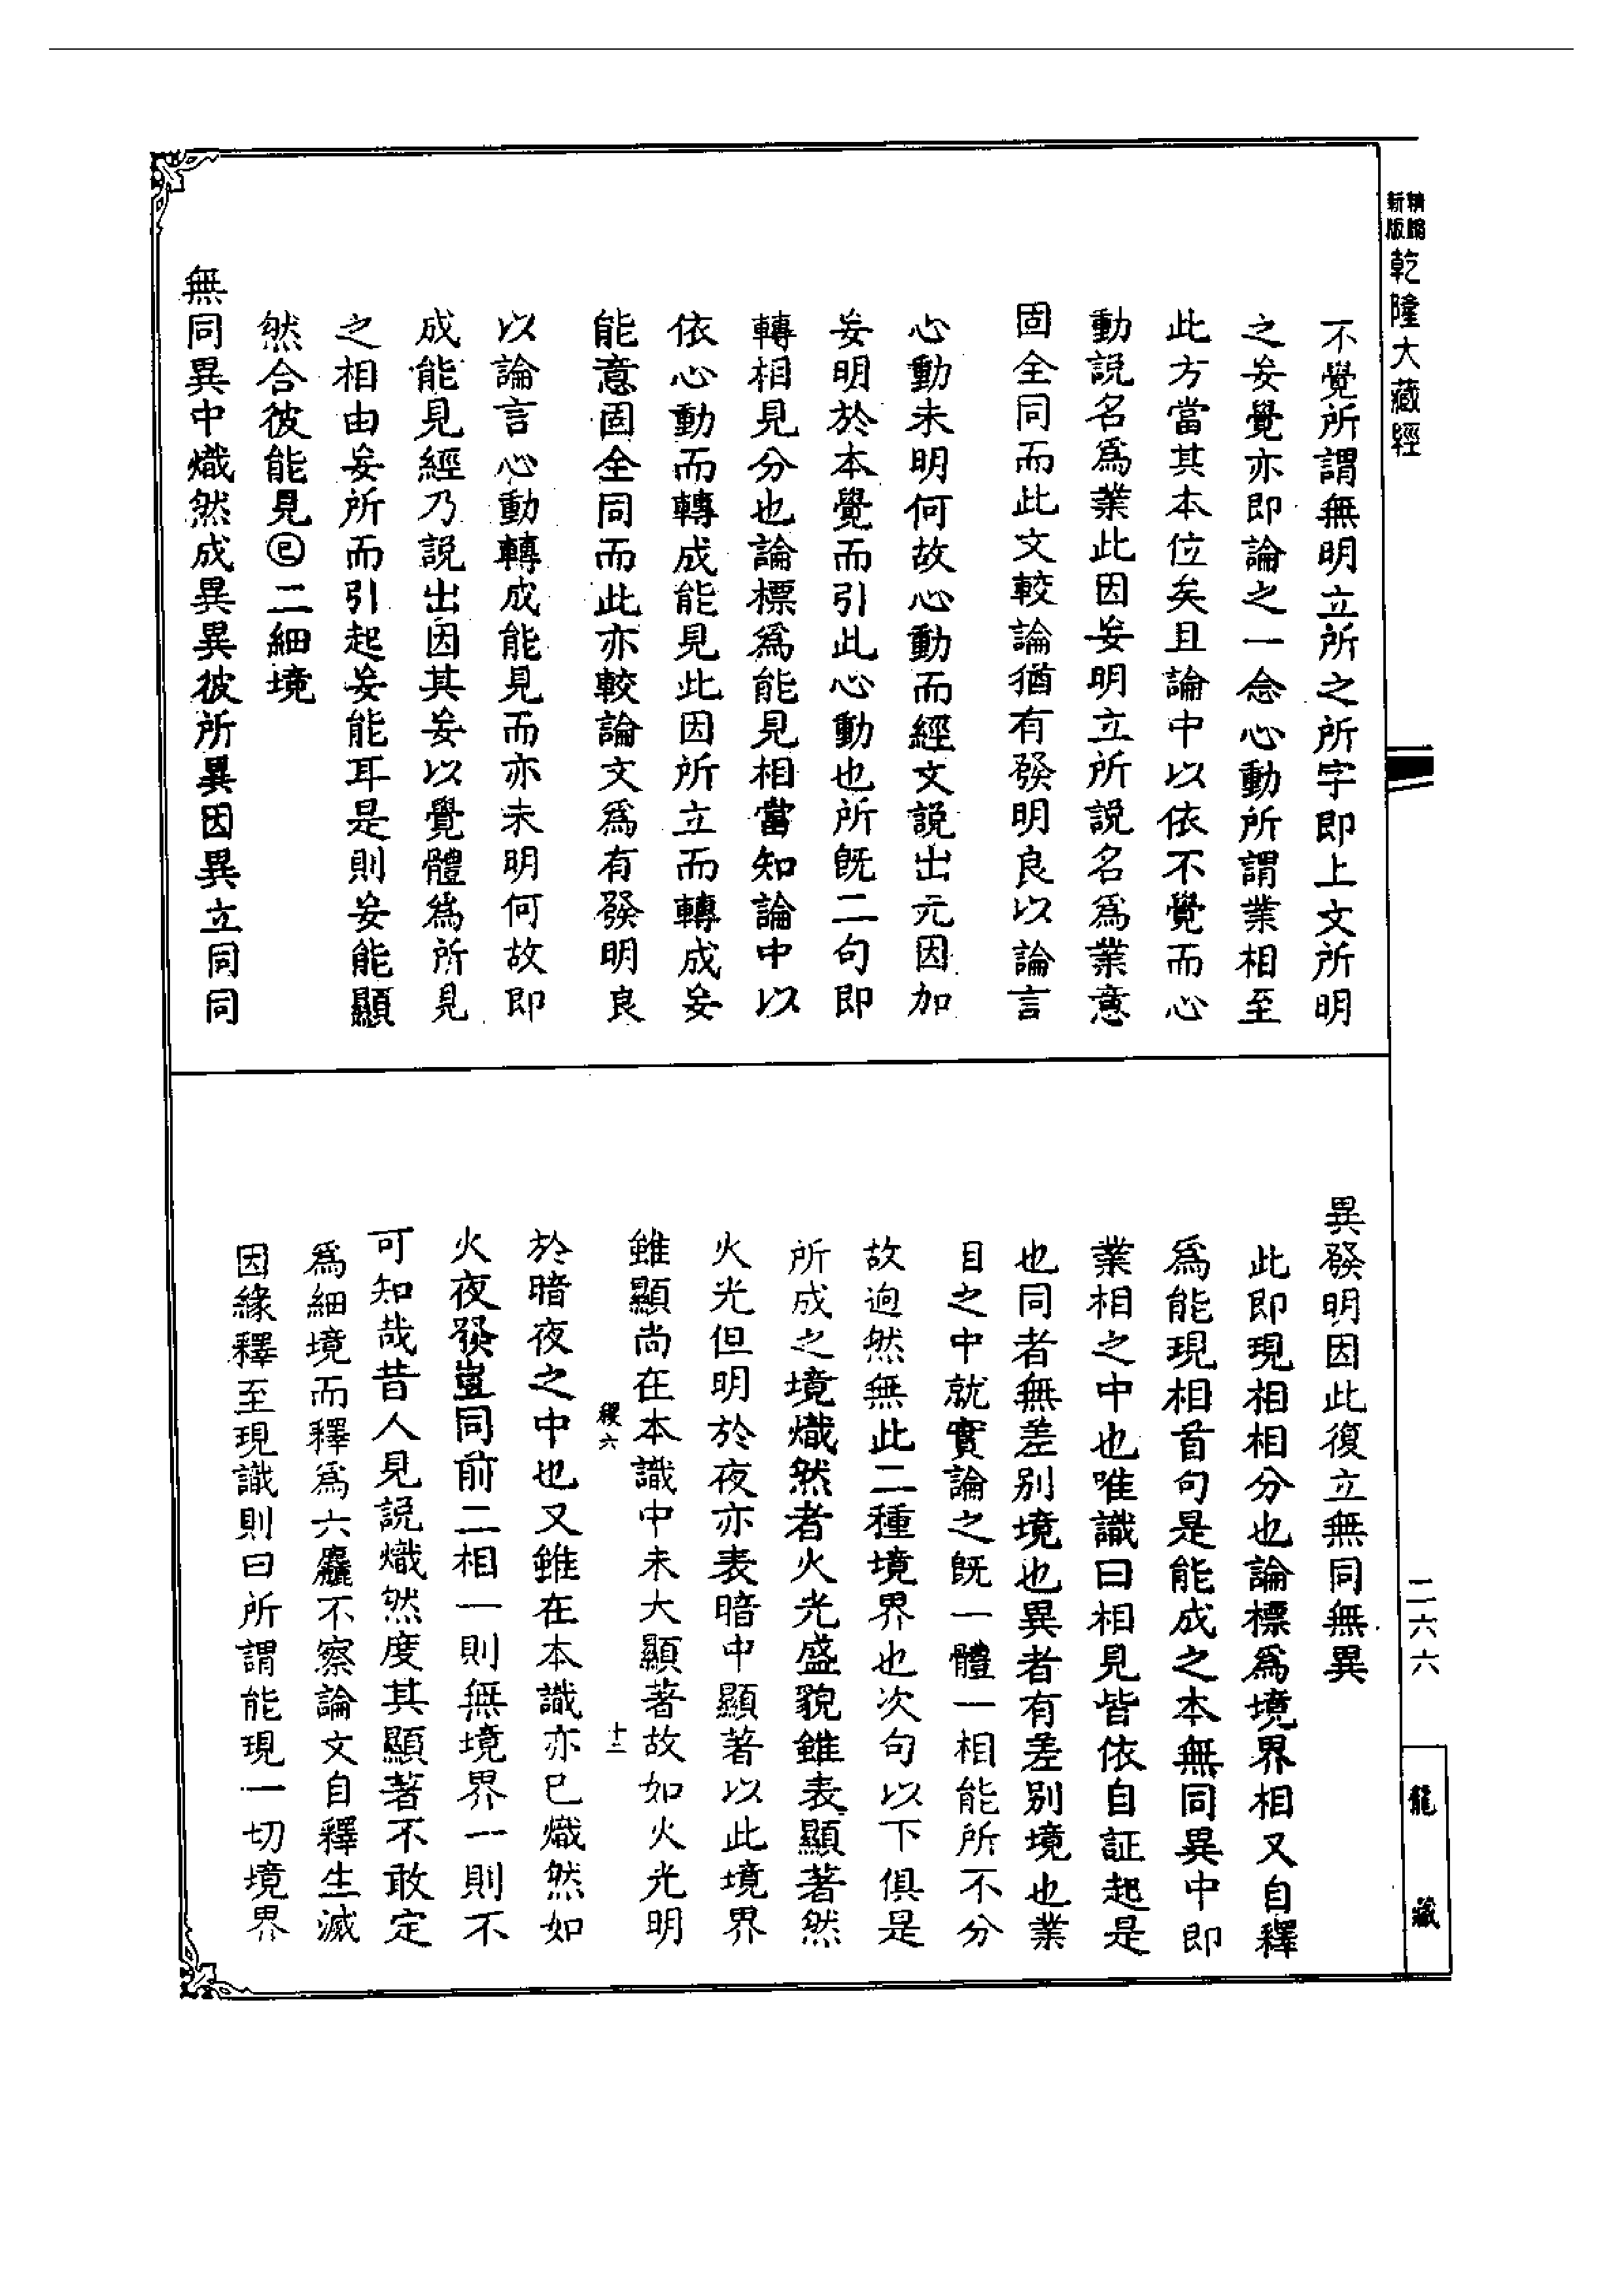 精縮新版乾隆大藏經
不覺所謂無明立所之所字即上文所明
之妄覺亦即論之一念心動所謂業相至
此方當其本位矣且論中以依不覺而心
動説名爲業此因妄明立所説名爲業意
固全同而此文較論猶有發明良以論言
心動未明何故心動而經文説出元因加
妄明於本覺而引此心動也所旣二句即
轉相見分也論標爲能見相當知論中以
依心動而轉成能見此因所立而轉成妄
能意固全同而此亦較論文爲有發明良
以論言心動轉成能見而亦未明何故即
成能見經乃説出因其妄以覺體爲所見
之相由妄所而引起妄能耳是則妄能顯
然合彼能見㊂二細境
無同異中熾然成異異彼所異因異立同同
異發明因此復立無同無異
此即現相相分也論標爲境界相又自釋
爲能現相首句是能成之本無同異中即
業相之中也唯識曰相見皆依自証起是
也同者無差别境也異者有差别境也業
目之中就實論之旣一體一相能所不分
故逈然無此二種境界也次句以下俱是
所成之境熾然者火光盛貌雖表顯著然
火光但明於夜亦表暗中顯著以此境界
雖顯尚在本識中未大顯著故如火光明
稷六
十二
於暗夜之中也又雖在本識亦已熾然如
火夜發豈同前二相一則無境界一則不
可知哉昔人見説熾然度其顯著不敢定
爲細境而釋爲六麤不察論文自釋生滅
因緣釋至現識則曰所謂能現一切境界
二六六
龍藏